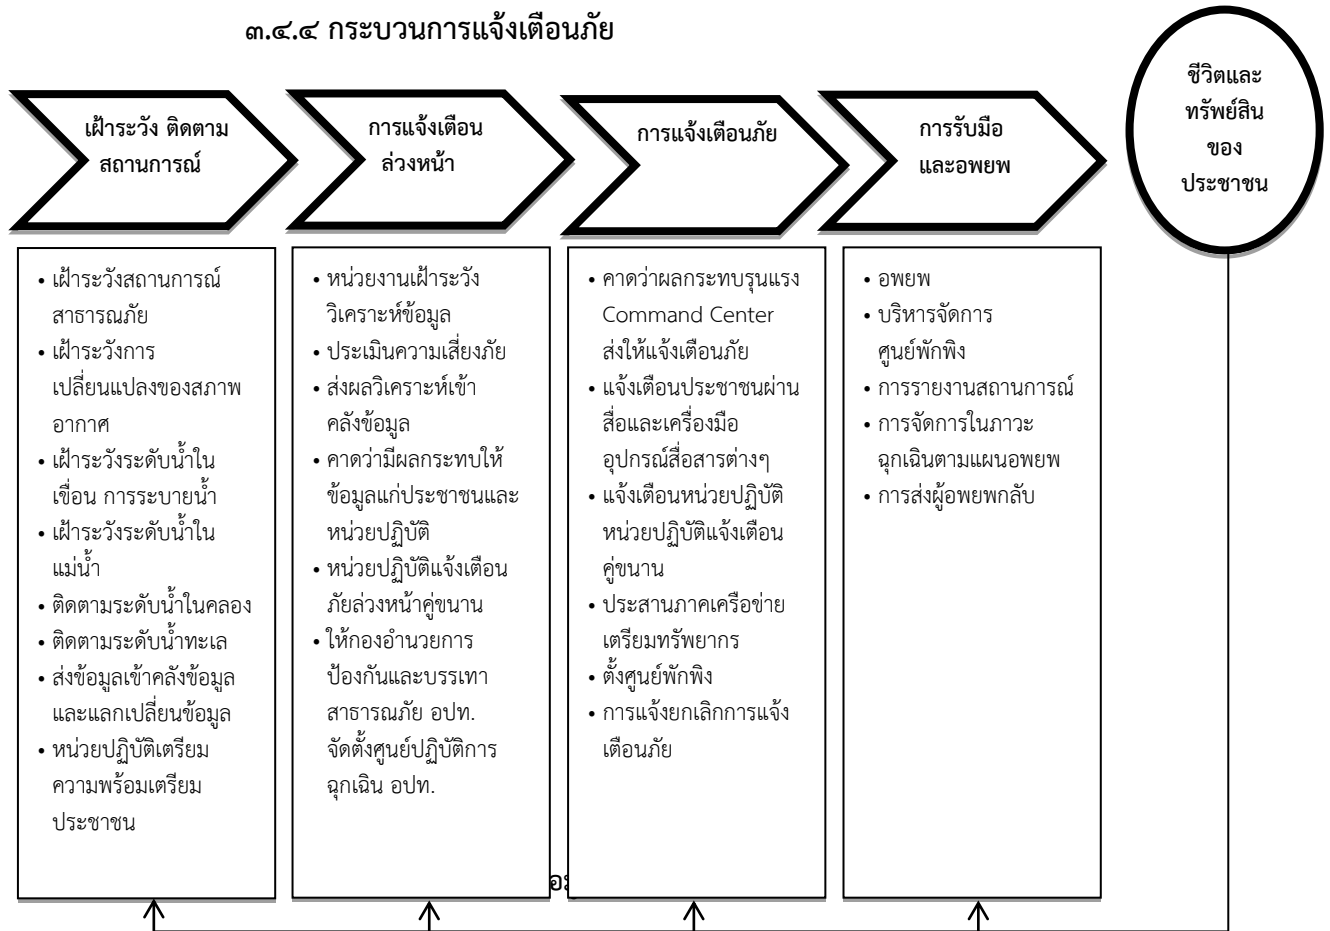 ๓.๔.๔ กระบวนการแจ้งเตือนภัย
เฝ้าระวัง ติดตาม
สถานการณ์
การแจ้งเตือน
ล่วงหน้า
การแจ้งเตือนภัย
การรับมือ
และอพยพ
ชีวิตและ
ทรัพย์สิน
ของ
ประชาชน
• เฝ้าระวังสถานการณ์
สาธารณภัย
• เฝ้าระวังการ
เปลี่ยนแปลงของสภาพ
อากาศ
• เฝ้าระวังระดับน้ำใน
เขื่อน การระบายน้ำ
• เฝ้าระวังระดับน้ำใน
แม่น้ำ
• ติดตามระดับน้ำในคลอง
• ติดตามระดับน้ำทะเล
• ส่งข้อมูลเข้าคลังข้อมูล
และแลกเปลี่ยนข้อมูล
• หน่วยปฏิบัติเตรียม
ความพร้อมเตรียม
ประชาชน
• หน่วยงานเฝ้าระวัง
วิเคราะห์ข้อมูล
• ประเมินความเสี่ยงภัย
• ส่งผลวิเคราะห์เข้า
คลังข้อมูล
• คาดว่ามีผลกระทบให้
ข้อมูลแก่ประชาชนและ
หน่วยปฏิบัติ
• หน่วยปฏิบัติแจ้งเตือน
ภัยล่วงหน้าคู่ขนาน
• ให้กองอำนวยการ
ป้องกันและบรรเทา
สาธารณภัย อปท.
จัดตั้งศูนย์ปฏิบัติการ
ฉุกเฉิน อปท.
• คาดว่าผลกระทบรุนแรง
Command Center
ส่งให้แจ้งเตือนภัย
• แจ้งเตือนประชาชนผ่าน
สื่อและเครื่องมือ
อุปกรณ์สื่อสารต่างๆ
• แจ้งเตือนหน่วยปฏิบัติ
หน่วยปฏิบัติแจ้งเตือน
คู่ขนาน
• ประสานภาคเครือข่าย
เตรียมทรัพยากร
• ตั้งศูนย์พักพิง
• การแจ้งยกเลิกการแจ้ง
เตือนภัย
• อพยพ
• บริหารจัดการ
ศูนย์พักพิง
• การรายงานสถานการณ์
• การจัดการในภาวะ
ฉุกเฉินตามแผนอพยพ
• การส่งผู้อพยพกลับ